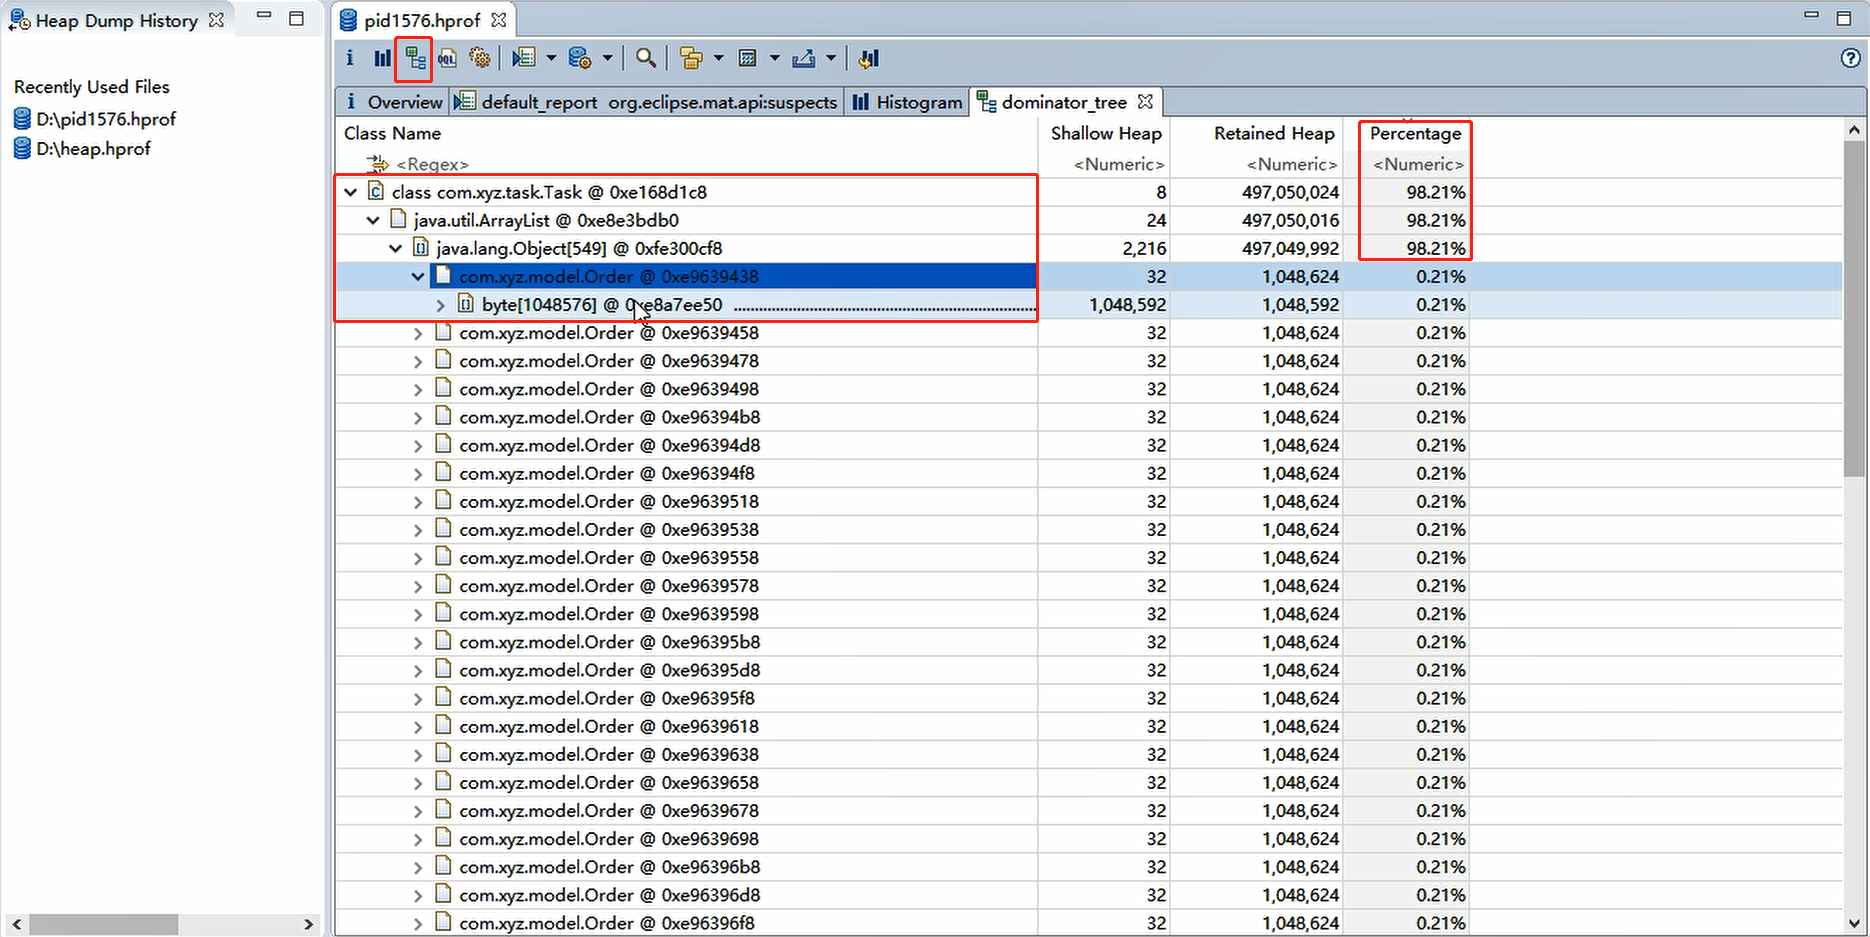 Heap Dump History
pid1576.hprof
Recently Used Files
D:\pid1576.hprof
D:\heap.hprof
i OQL ?
i Overview default_report org.eclipse.mat.api:suspects Histogram dominator_tree
Class Name Shallow Heap Retained Heap Percentage
<Regex> <Numeric> <Numeric> <Numeric>
class com.xyz.task.Task @ 0xe168d1c8 8 497,050,024 98.21%
java.util.ArrayList @ 0xe8e3bdb0 24 497,050,016 98.21%
java.lang.Object[549] @ 0xfe300cf8 2,216 497,049,992 98.21%
com.xyz.model.Order @ 0xe9639438 32 1,048,624 0.21%
byte[1048576] @ 0xe8a7ee50 1,048,592 1,048,592 0.21%
com.xyz.model.Order @ 0xe9639458 32 1,048,624 0.21%
com.xyz.model.Order @ 0xe9639478 32 1,048,624 0.21%
com.xyz.model.Order @ 0xe9639498 32 1,048,624 0.21%
com.xyz.model.Order @ 0xe96394b8 32 1,048,624 0.21%
com.xyz.model.Order @ 0xe96394d8 32 1,048,624 0.21%
com.xyz.model.Order @ 0xe96394f8 32 1,048,624 0.21%
com.xyz.model.Order @ 0xe9639518 32 1,048,624 0.21%
com.xyz.model.Order @ 0xe9639538 32 1,048,624 0.21%
com.xyz.model.Order @ 0xe9639558 32 1,048,624 0.21%
com.xyz.model.Order @ 0xe9639578 32 1,048,624 0.21%
com.xyz.model.Order @ 0xe9639598 32 1,048,624 0.21%
com.xyz.model.Order @ 0xe96395b8 32 1,048,624 0.21%
com.xyz.model.Order @ 0xe96395d8 32 1,048,624 0.21%
com.xyz.model.Order @ 0xe96395f8 32 1,048,624 0.21%
com.xyz.model.Order @ 0xe9639618 32 1,048,624 0.21%
com.xyz.model.Order @ 0xe9639638 32 1,048,624 0.21%
com.xyz.model.Order @ 0xe9639658 32 1,048,624 0.21%
com.xyz.model.Order @ 0xe9639678 32 1,048,624 0.21%
com.xyz.model.Order @ 0xe9639698 32 1,048,624 0.21%
com.xyz.model.Order @ 0xe96396b8 32 1,048,624 0.21%
com.xyz.model.Order @ 0xe96396d8 32 1,048,624 0.21%
com.xyz.model.Order @ 0xe96396f8 32 1,048,624 0.21%